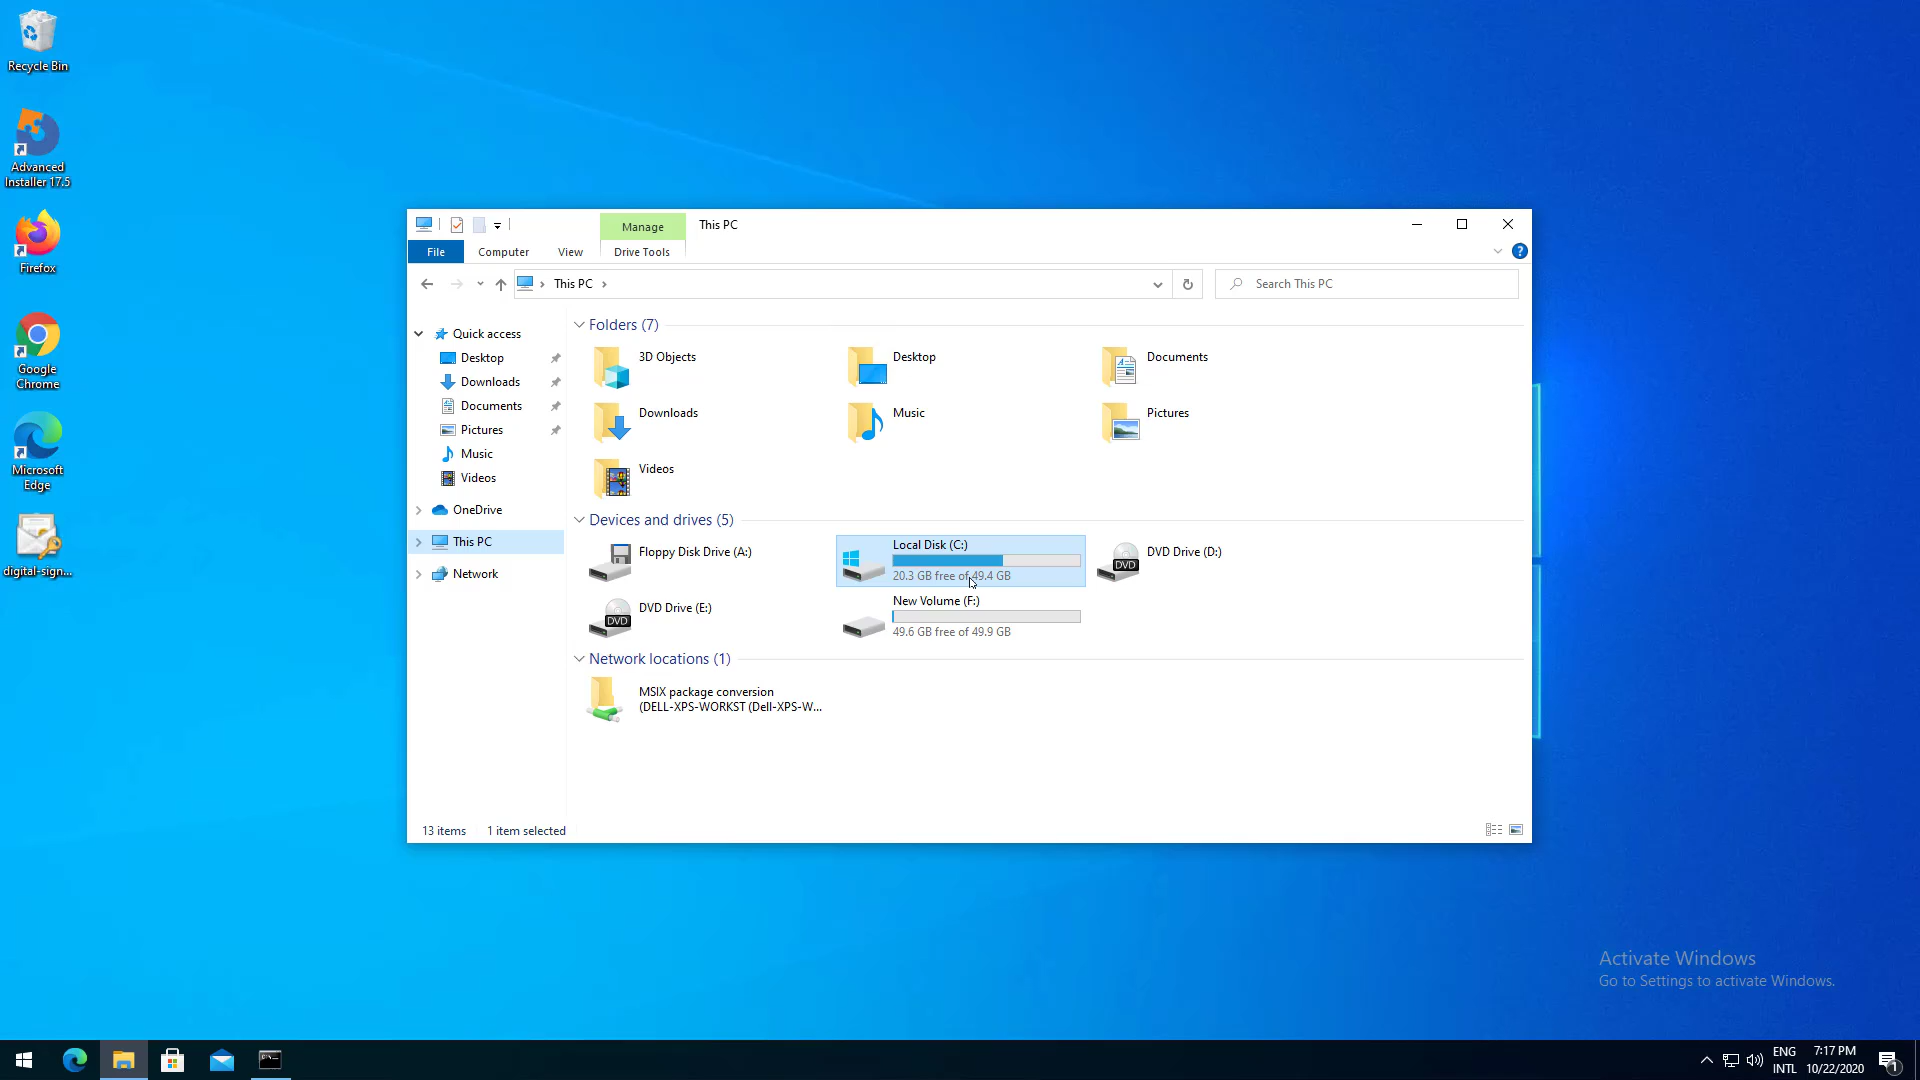 Recycle Bin
Advanced
Installer 17.5
Firefox
Google
Chrome
Microsoft
Edge
digital-sign...
Manage
This PC
File
Computer
View
Drive Tools
?
This PC
Search This PC
Quick access
Desktop
Downloads
Documents
Pictures
Music
Videos
OneDrive
This PC
Network
Folders (7)
3D Objects
Desktop
Documents
Downloads
Music
Pictures
Videos
Devices and drives (5)
Floppy Disk Drive (A:)
Local Disk (C:)
20.3 GB free of 49.4 GB
DVD Drive (D:)
DVD
DVD Drive (E:)
DVD
New Volume (F:)
49.6 GB free of 49.9 GB
Network locations (1)
MSIX package conversion
(DELL-XPS-WORKST (Dell-XPS-W...
13 items
1 item selected
Activate Windows
Go to Settings to activate Windows.
ENG
INTL
7:17 PM
10/22/2020
1